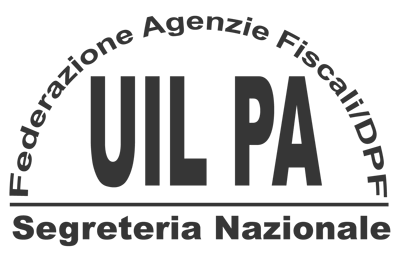 Federazione Agenzie Fiscali/DPF
UIL PA
Segreteria Nazionale